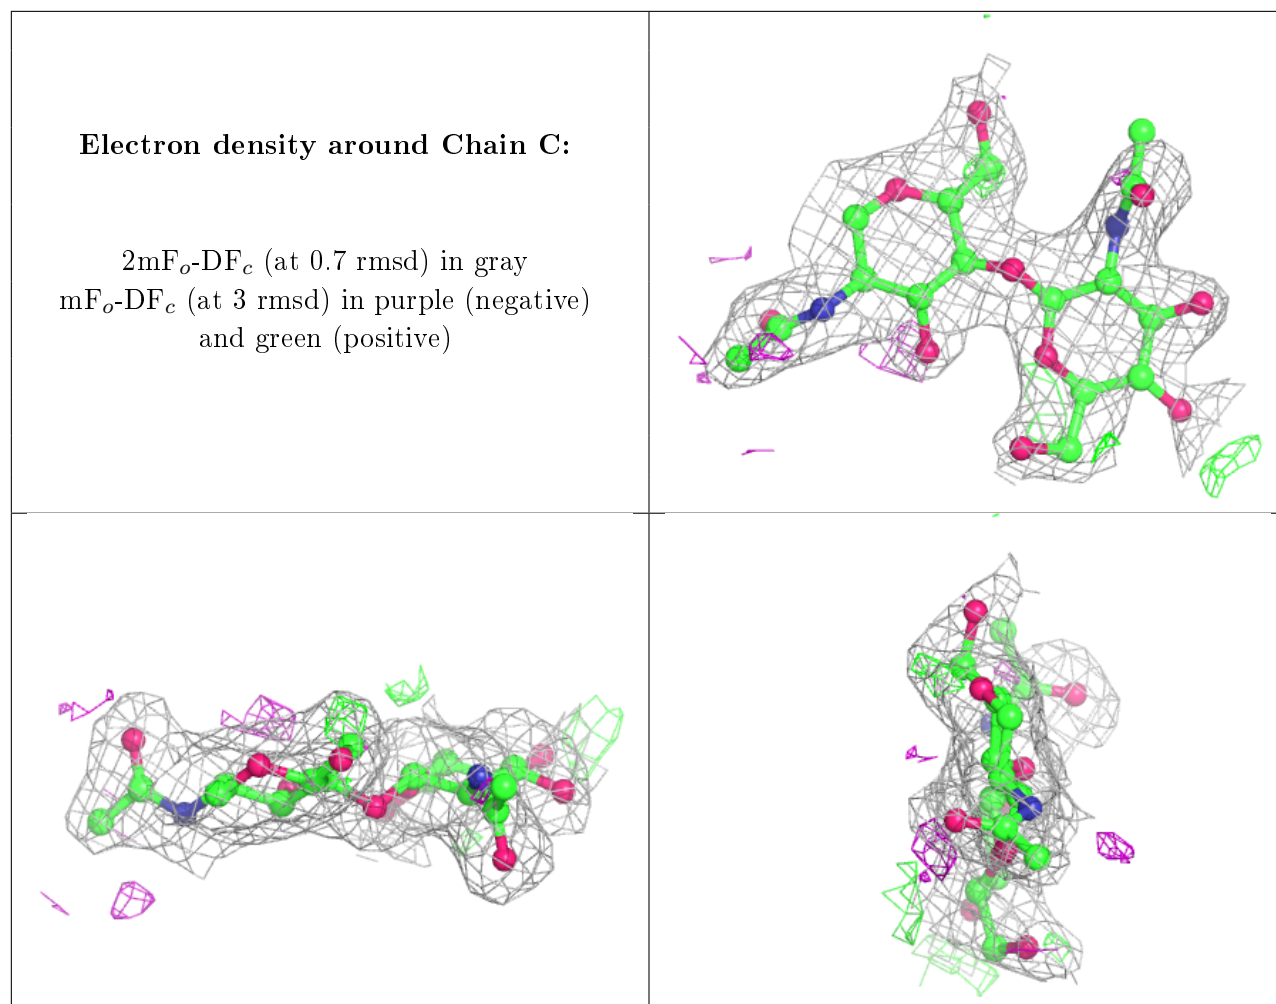 Electron density around Chain C:
2mFₒ-DF𝒸 (at 0.7 rmsd) in gray
mFₒ-DF𝒸 (at 3 rmsd) in purple (negative)
and green (positive)